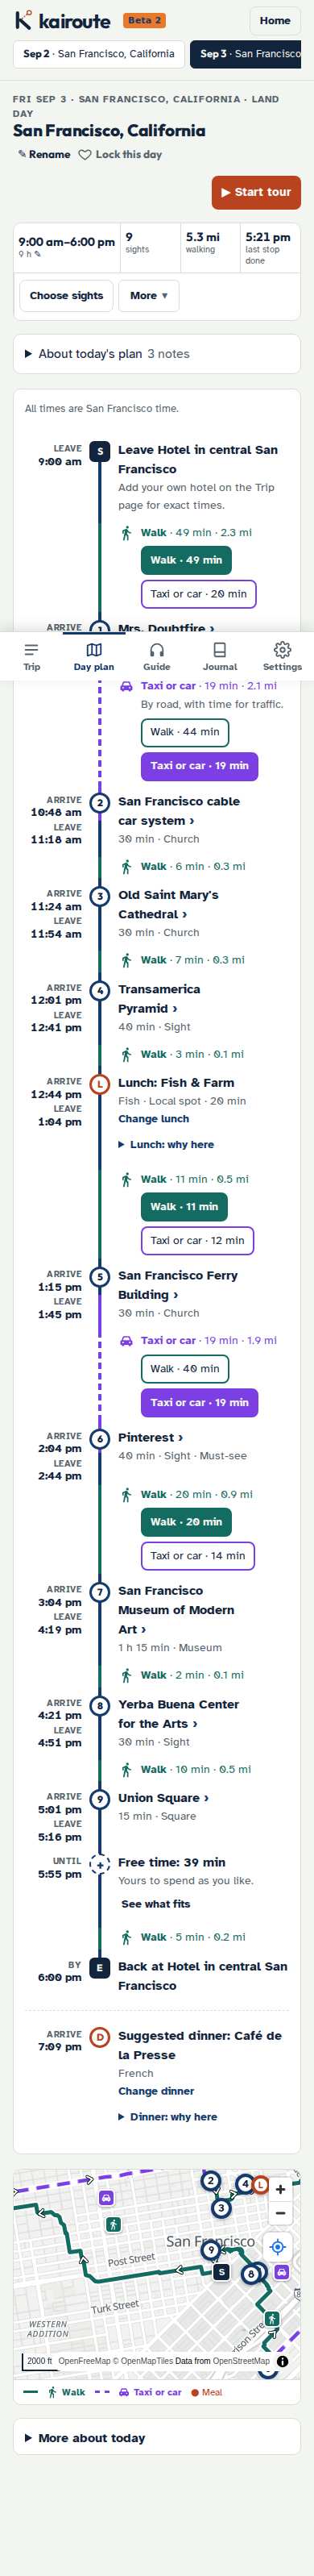 kairoute Beta 2 Home
Sep 2 · San Francisco, California Sep 3 · San Francisco
FRI SEP 3 · SAN FRANCISCO, CALIFORNIA · LAND
DAY
San Francisco, California
✎ Rename Lock this day
▶ Start tour
9:00 am–6:00 pm
9 h ✎
9
sights
5.3 mi
walking
5:21 pm
last stop
done
Choose sights More ▾
▶ About today's plan 3 notes
All times are San Francisco time.
LEAVE
9:00 am
S
Leave Hotel in central San
Francisco
Add your own hotel on the Trip
page for exact times.
Walk · 49 min · 2.3 mi
Walk · 49 min
Taxi or car · 20 min
ARRIVE 1 Mrs. Doubtfire ›
Trip Day plan Guide Journal Settings
Taxi or car · 19 min · 2.1 mi
By road, with time for traffic.
Walk · 44 min
Taxi or car · 19 min
ARRIVE
10:48 am
LEAVE
11:18 am
2
San Francisco cable
car system ›
30 min · Church
Walk · 6 min · 0.3 mi
ARRIVE
11:24 am
LEAVE
11:54 am
3
Old Saint Mary's
Cathedral ›
30 min · Church
Walk · 7 min · 0.3 mi
ARRIVE
12:01 pm
LEAVE
12:41 pm
4
Transamerica
Pyramid ›
40 min · Sight
Walk · 3 min · 0.1 mi
ARRIVE
12:44 pm
LEAVE
1:04 pm
L
Lunch: Fish & Farm
Fish · Local spot · 20 min
Change lunch
▶ Lunch: why here
Walk · 11 min · 0.5 mi
Walk · 11 min
Taxi or car · 12 min
ARRIVE
1:15 pm
LEAVE
1:45 pm
5
San Francisco Ferry
Building ›
30 min · Church
Taxi or car · 19 min · 1.9 mi
Walk · 40 min
Taxi or car · 19 min
ARRIVE
2:04 pm
LEAVE
2:44 pm
6
Pinterest ›
40 min · Sight · Must-see
Walk · 20 min · 0.9 mi
Walk · 20 min
Taxi or car · 14 min
ARRIVE
3:04 pm
LEAVE
4:19 pm
7
San Francisco
Museum of Modern
Art ›
1 h 15 min · Museum
Walk · 2 min · 0.1 mi
ARRIVE
4:21 pm
LEAVE
4:51 pm
8
Yerba Buena Center
for the Arts ›
30 min · Sight
Walk · 10 min · 0.5 mi
ARRIVE
5:01 pm
LEAVE
5:16 pm
9
Union Square ›
15 min · Square
UNTIL
5:55 pm
+
Free time: 39 min
Yours to spend as you like.
See what fits
Walk · 5 min · 0.2 mi
BY
6:00 pm
E
Back at Hotel in central San
Francisco
ARRIVE
7:09 pm
D
Suggested dinner: Café de
la Presse
French
Change dinner
▶ Dinner: why here
2 4 L +
3 −
San Francisco
9
Post Street S 8
Turk Street
WESTERN
ADDITION
2000 ft OpenFreeMap © OpenMapTiles Data from OpenStreetMap
Walk Taxi or car Meal
▶ More about today